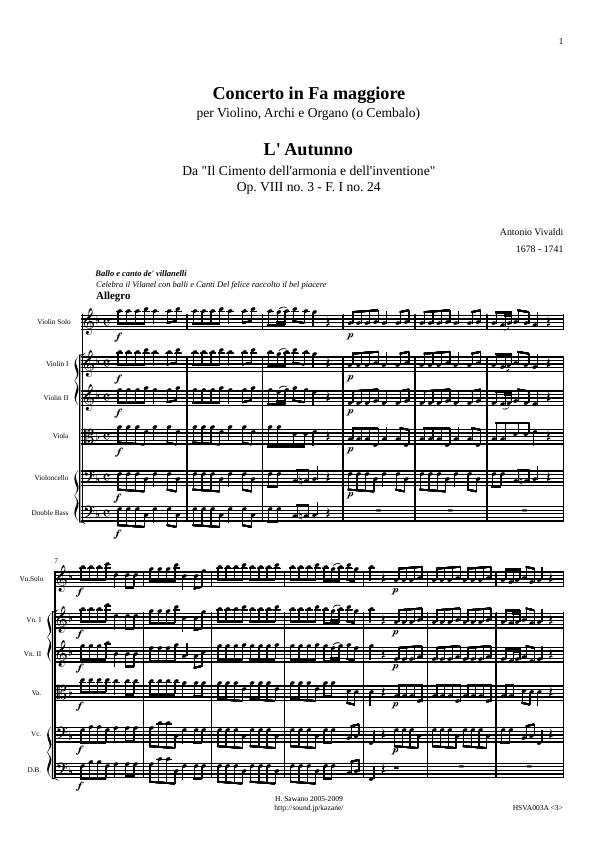 1
Concerto in Fa maggiore
per Violino, Archi e Organo (o Cembalo)
L' Autunno
Da "Il Cimento dell'armonia e dell'inventione"
Op. VIII no. 3 - F. I no. 24
Antonio Vivaldi
1678 - 1741
Ballo e canto de' villanelli
Celebra il Vilanel con balli e Canti Del felice raccolto il bel piacere
Allegro
Violin Solo
f p
Violin I
f p
Violin II
f p
Viola
f p
Violoncello
f p
Double Bass
f
7
Vn.Solo
f p
Vn. I
f p
Vn. II
f p
Va.
f p
Vc.
f p
D.B.
f
H. Sawano 2005-2009
http://sound.jp/kazane/
HSVA003A <3>